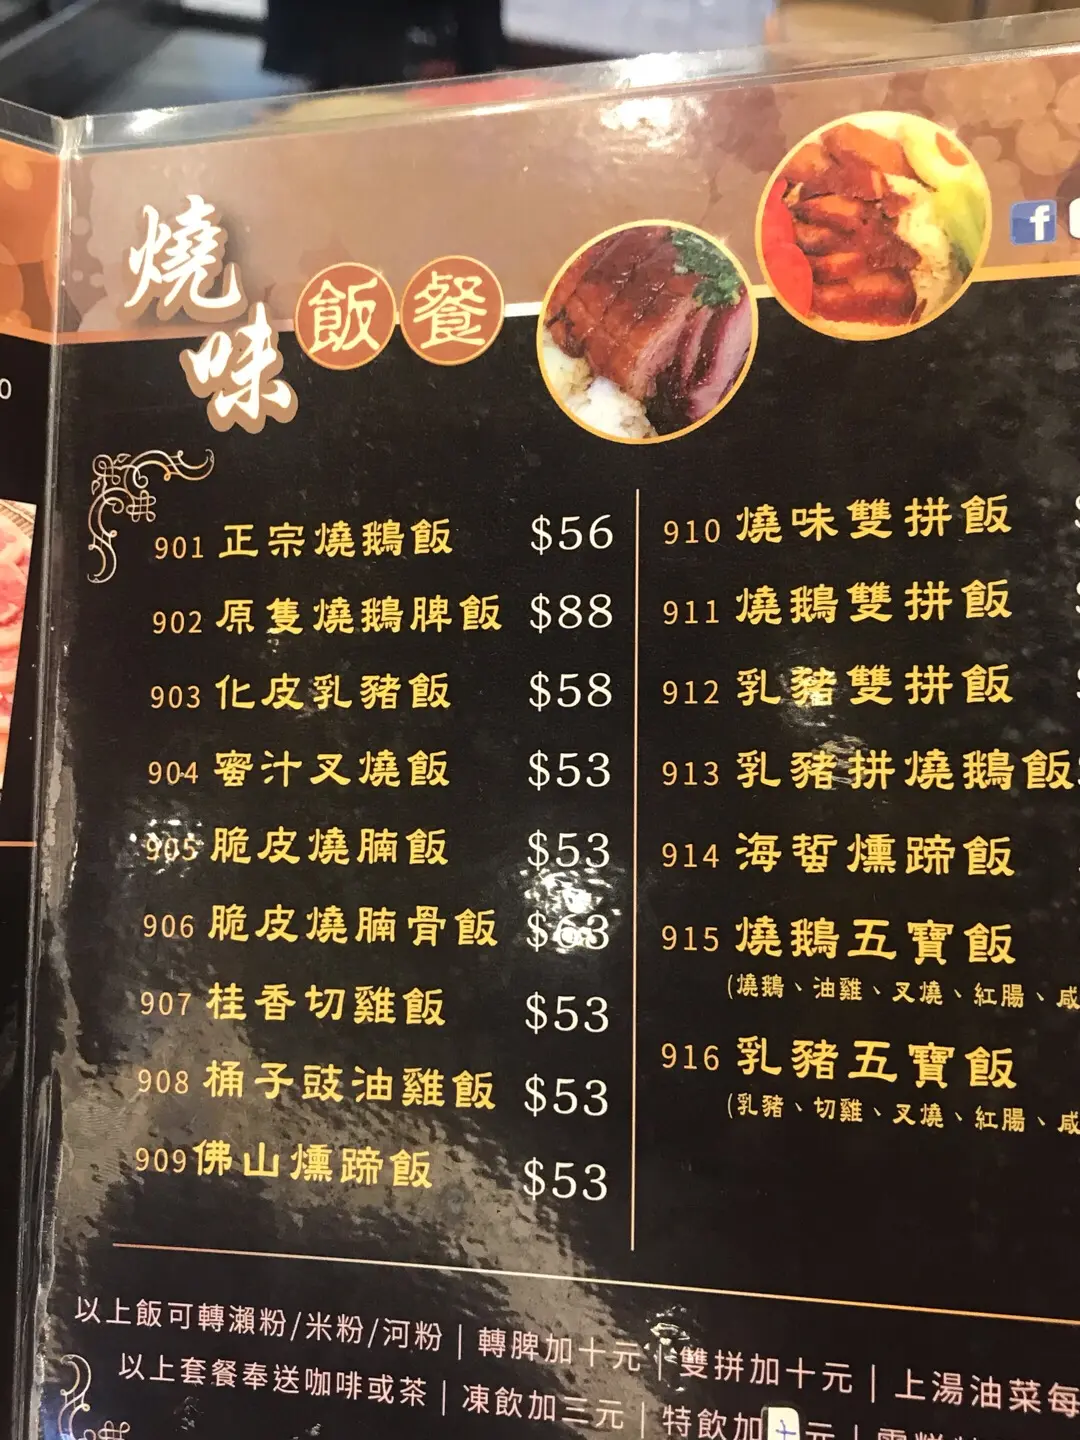 燒味飯餐
f
901 正宗燒鵝飯 $56
902 原隻燒鵝脾飯 $88
903 化皮乳豬飯 $58
904 蜜汁叉燒飯 $53
905 脆皮燒腩飯 $53
906 脆皮燒腩骨飯 $63
907 桂香切雞飯 $53
908 桶子豉油雞飯 $53
909 佛山燻蹄飯 $53
910 燒味雙拼飯
911 燒鵝雙拼飯
912 乳豬雙拼飯
913 乳豬拼燒鵝飯
914 海蜇燻蹄飯
915 燒鵝五寶飯
(燒鵝、油雞、叉燒、紅腸、咸
916 乳豬五寶飯
(乳豬、切雞、叉燒、紅腸、咸
以上飯可轉瀨粉/米粉/河粉 | 轉脾加十元 | 雙拼加十元 | 上湯油菜每
以上套餐奉送咖啡或茶 | 凍飲加三元 | 特飲加十元 |